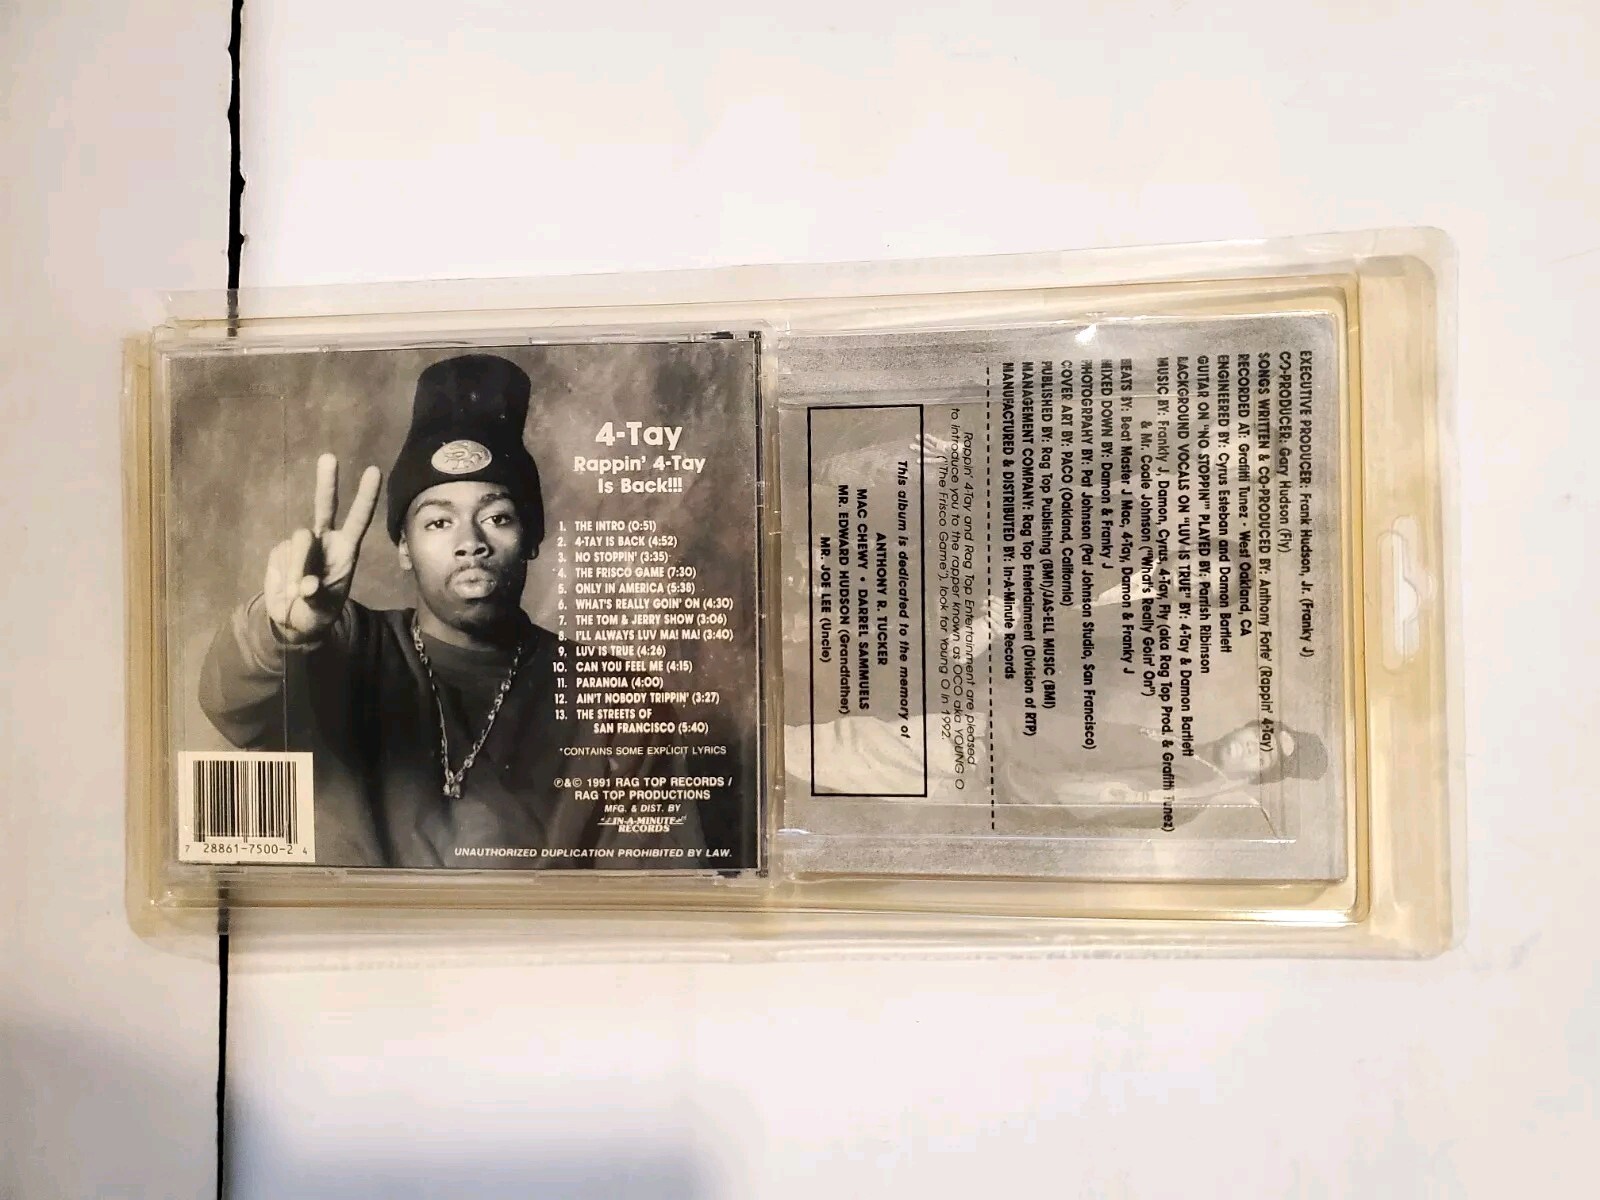 4-Tay
Rappin' 4-Tay
Is Back!!!
1. THE INTRO (0:51)
2. 4-TAY IS BACK (4:52)
3. NO STOPPIN' (3:35)
4. THE FRISCO GAME (7:30)
5. ONLY IN AMERICA (5:38)
6. WHAT'S REALLY GOIN' ON (4:30)
7. THE TOM & JERRY SHOW (3:06)
8. I'LL ALWAYS LUV MA! MA! (3:40)
9. LUV IS TRUE (4:26)
10. CAN YOU FEEL ME (4:15)
11. PARANOIA (4:00)
12. AIN'T NOBODY TRIPPIN' (3:27)
13. THE STREETS OF
SAN FRANCISCO (5:40)
*CONTAINS SOME EXPLICIT LYRICS
℗&© 1991 RAG TOP RECORDS /
RAG TOP PRODUCTIONS
MFG. & DIST. BY
IN-A-MINUTE
RECORDS
UNAUTHORIZED DUPLICATION PROHIBITED BY LAW.
7 28861-7500-2 4
EXECUTIVE PRODUCER: Frank Hudson, Jr. (Franky J)
CO-PRODUCER: Gary Hudson (Fly)
SONGS WRITTEN & CO-PRODUCED BY: Anthony Forte' (Rappin' 4-Tay)
RECORDED AT: Grafitti Tunez - West Oakland, CA
ENGINEERED BY: Cyrus Esteban and Damon Bartlett
GUITAR ON "NO STOPPIN'" PLAYED BY: Parrish Ribinson
BACKGROUND VOCALS ON "LUV IS TRUE" BY: 4-Tay & Damon Bartlett
MUSIC BY: Frankly J, Damon, Cyrus, 4-Tay, Fly (aka Rag Top Prod. & Grafitti Tunez)
& Mr. Coole Johnson ("What's Really Goin' On")
BEATS BY: Beat Master J Mac, 4-Tay, Damon & Franky J
MIXED DOWN BY: Damon & Franky J
PHOTOGRPAHY BY: Pat Johnson (Pat Johnson Studio, San Francisco)
COVER ART BY: PACO (Oakland, California)
PUBLISHED BY: Rag Top Publishing (BMI)/JAS-ELL MUSIC (BMI)
MANAGEMENT COMPANY: Rag Top Entertainment (Division of RTP)
MANUFACTURED & DISTRIBUTED BY: In-A-Minute Records
Rappin' 4-Tay and Rag Top Entertainment are pleased
to introduce you to the rapper known as OCO aka YOUNG O
("The Frisco Game"), look for Young O in 1992.
This album is dedicated to the memory of
ANTHONY R. TUCKER
MAC CHEWY • DARREL SAMMUELS
MR. EDWARD HUDSON (Grandfather)
MR. JOE LEE (Uncle)